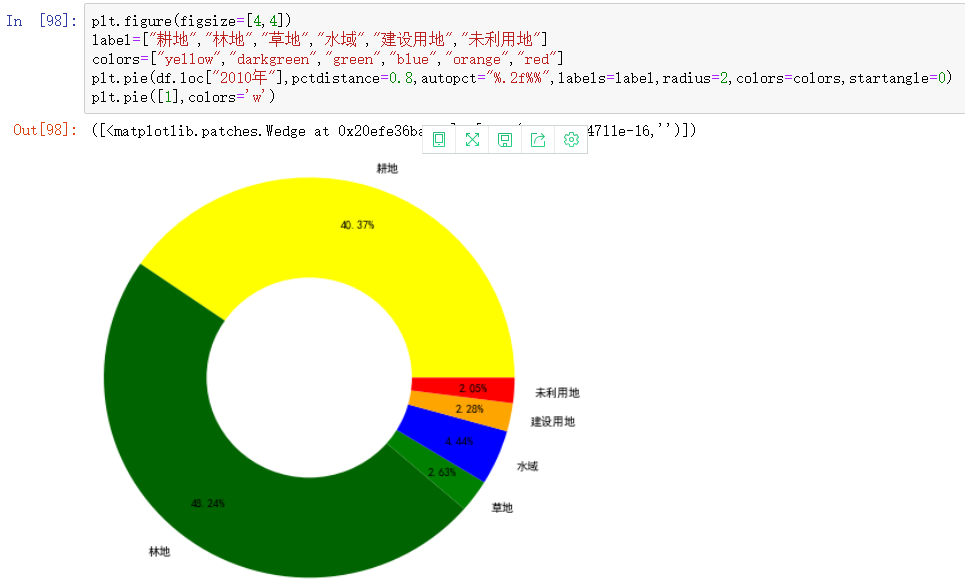 In [98]:
plt.figure(figsize=[4,4])
label=["耕地","林地","草地","水域","建设用地","未利用地"]
colors=["yellow","darkgreen","green","blue","orange","red"]
plt.pie(df.loc["2010年"],pctdistance=0.8,autopct="%.2f%%",labels=label,radius=2,colors=colors,startangle=0)
plt.pie([1],colors='w')
Out[98]:
([<matplotlib.patches.Wedge at 0x20efe36ba 4711e-16,'')])
耕地
40.37%
2.05%
未利用地
2.28%
建设用地
4.44%
水域
2.63%
草地
48.24%
林地